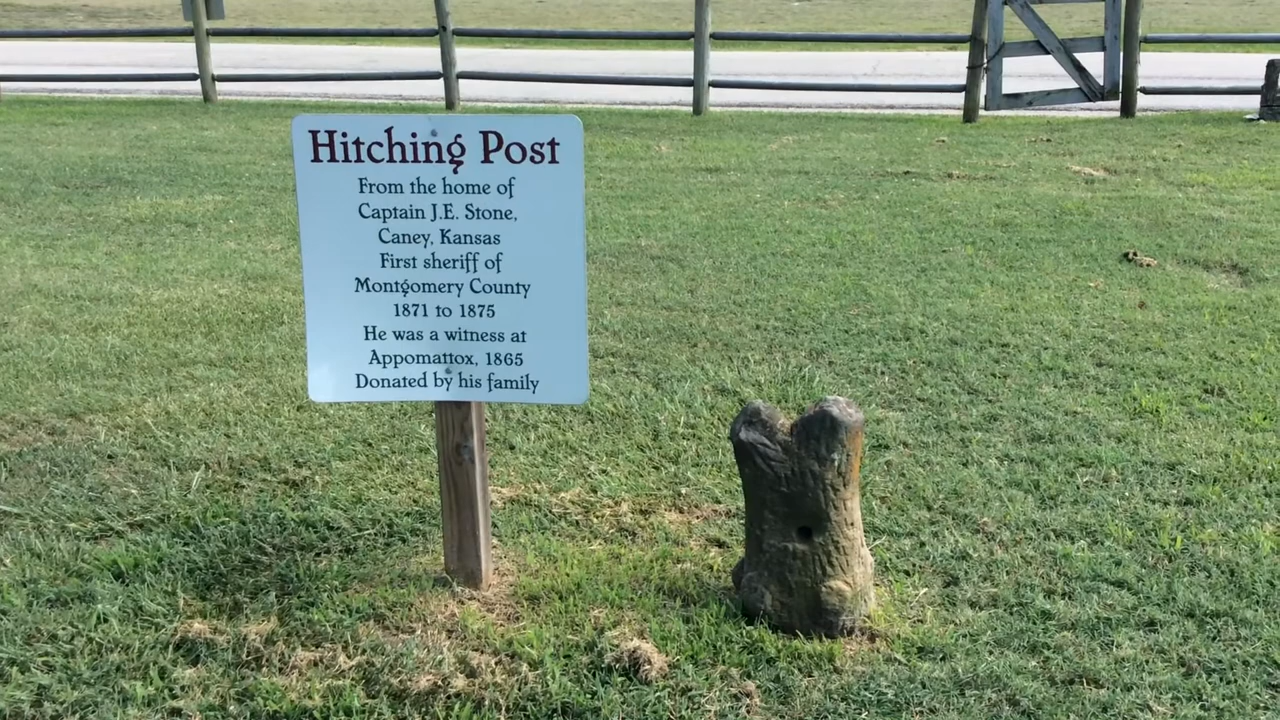 Hitching Post
From the home of
Captain J.E. Stone,
Caney, Kansas
First sheriff of
Montgomery County
1871 to 1875
He was a witness at
Appomattox, 1865
Donated by his family